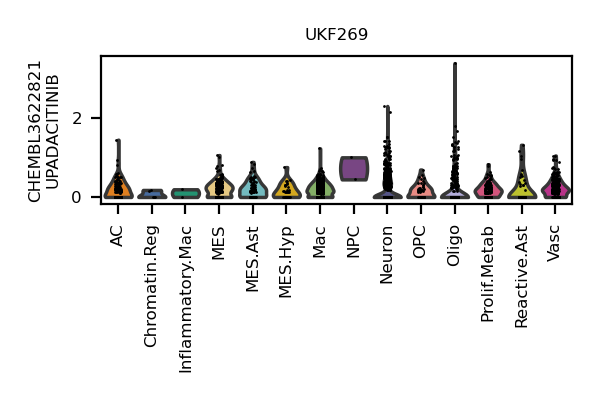 UKF269
CHEMBL3622821
UPADACITINIB
2
0
AC
Chromatin.Reg
Inflammatory.Mac
MES
MES.Ast
MES.Hyp
Mac
NPC
Neuron
OPC
Oligo
Prolif.Metab
Reactive.Ast
Vasc